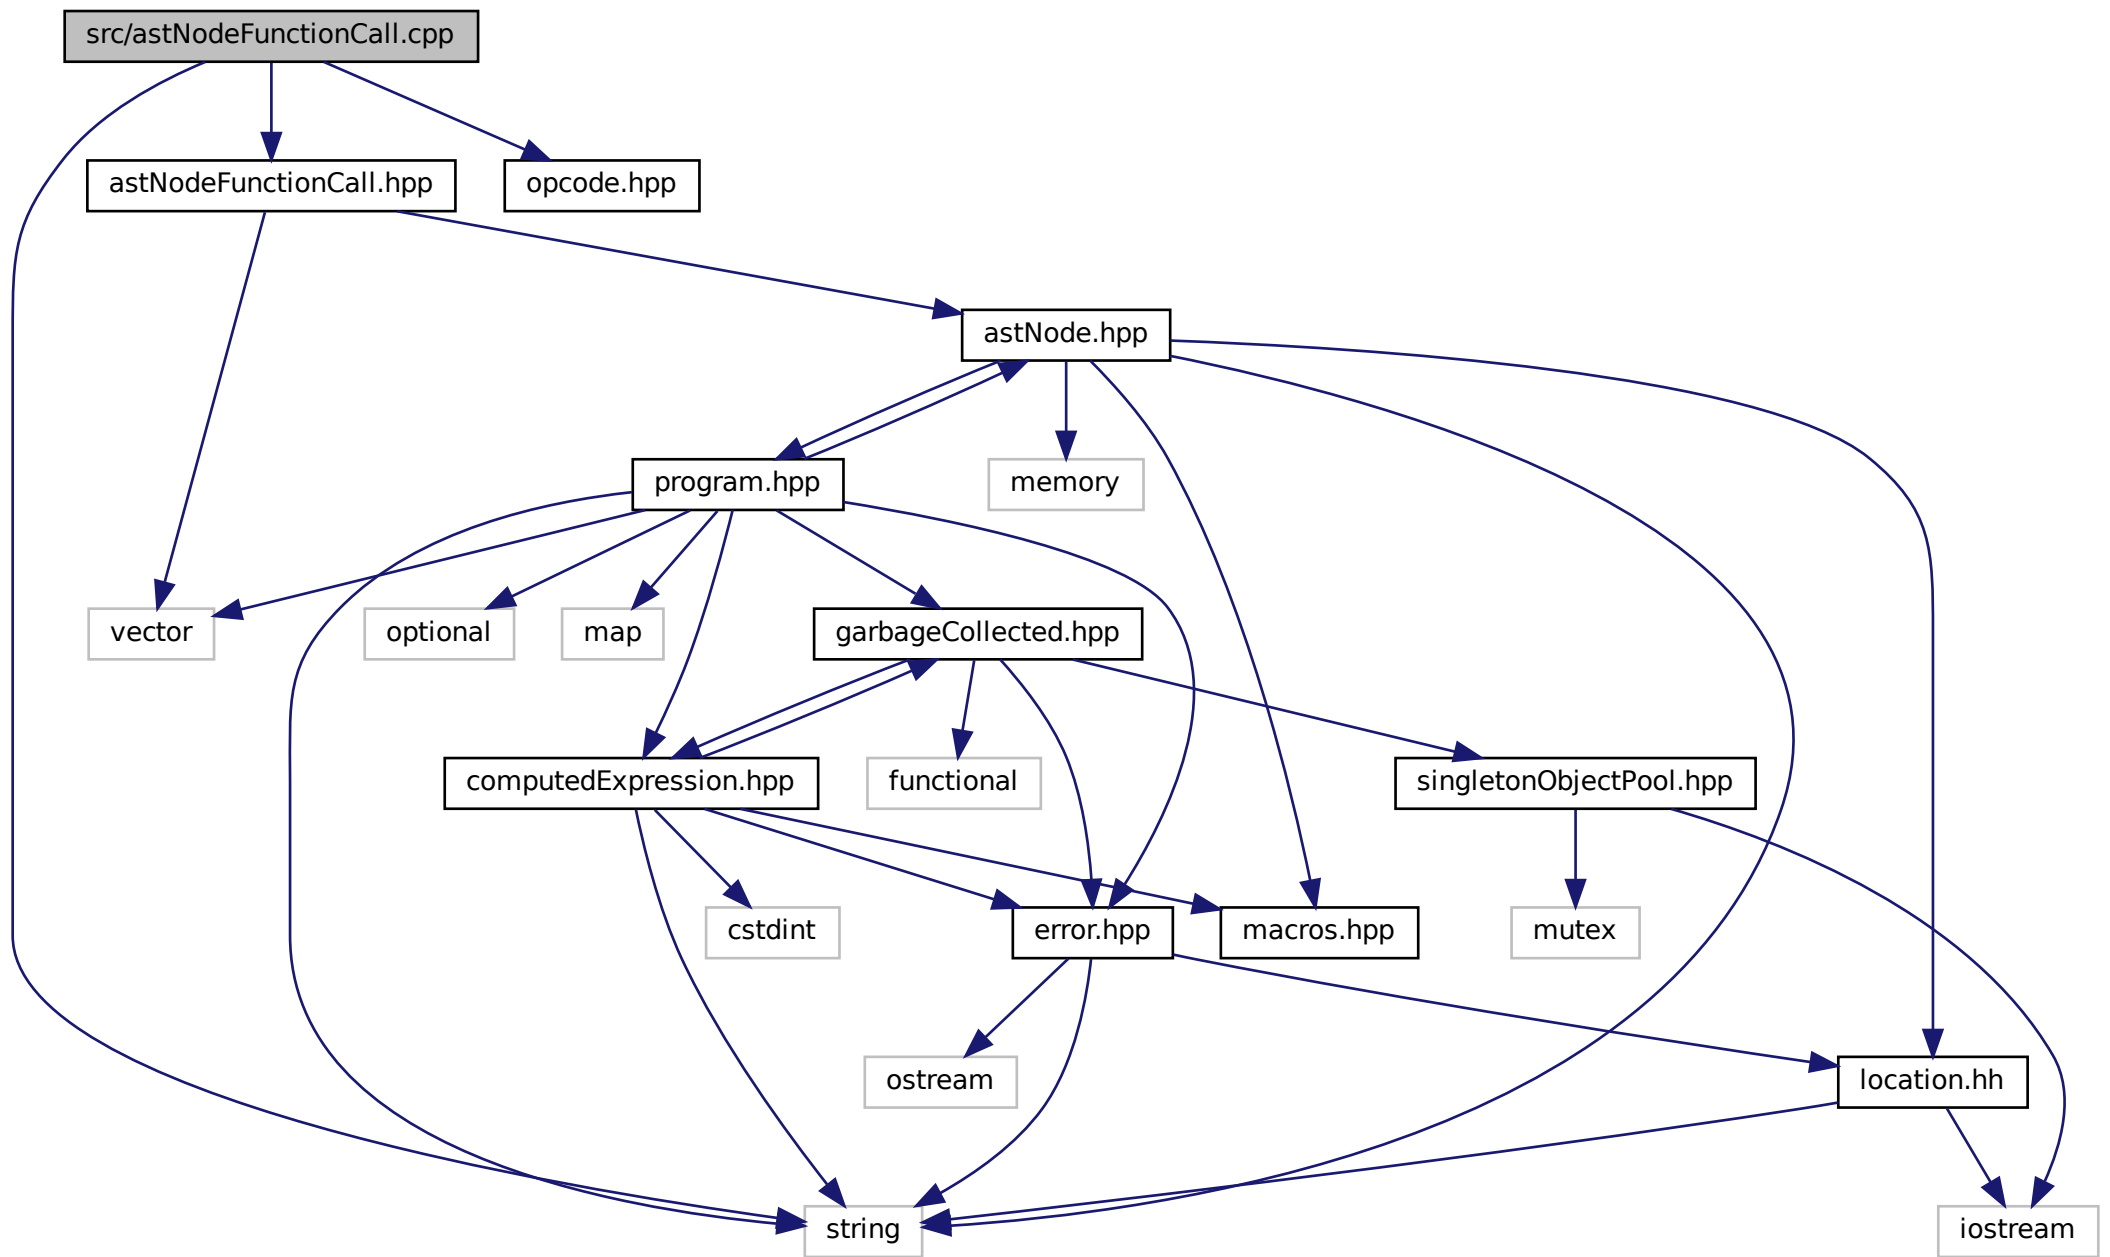 src/astNodeFunctionCall.cpp
astNodeFunctionCall.hpp
opcode.hpp
astNode.hpp
program.hpp
memory
vector
optional
map
garbageCollected.hpp
computedExpression.hpp
functional
singletonObjectPool.hpp
cstdint
error.hpp
macros.hpp
mutex
ostream
location.hh
string
iostream